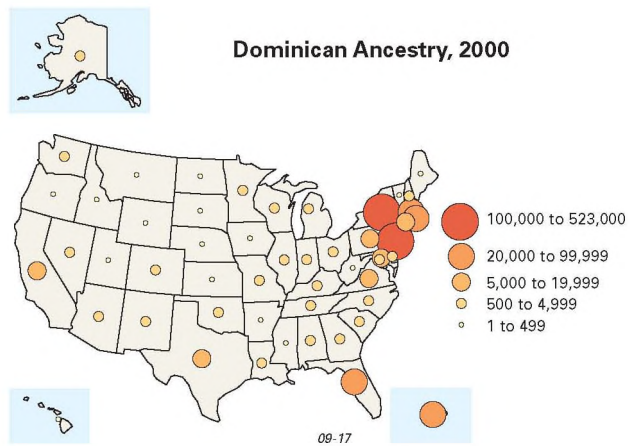 Dominican Ancestry, 2000
100,000 to 523,000
20,000 to 99,999
5,000 to 19,999
500 to 4,999
1 to 499
09-17